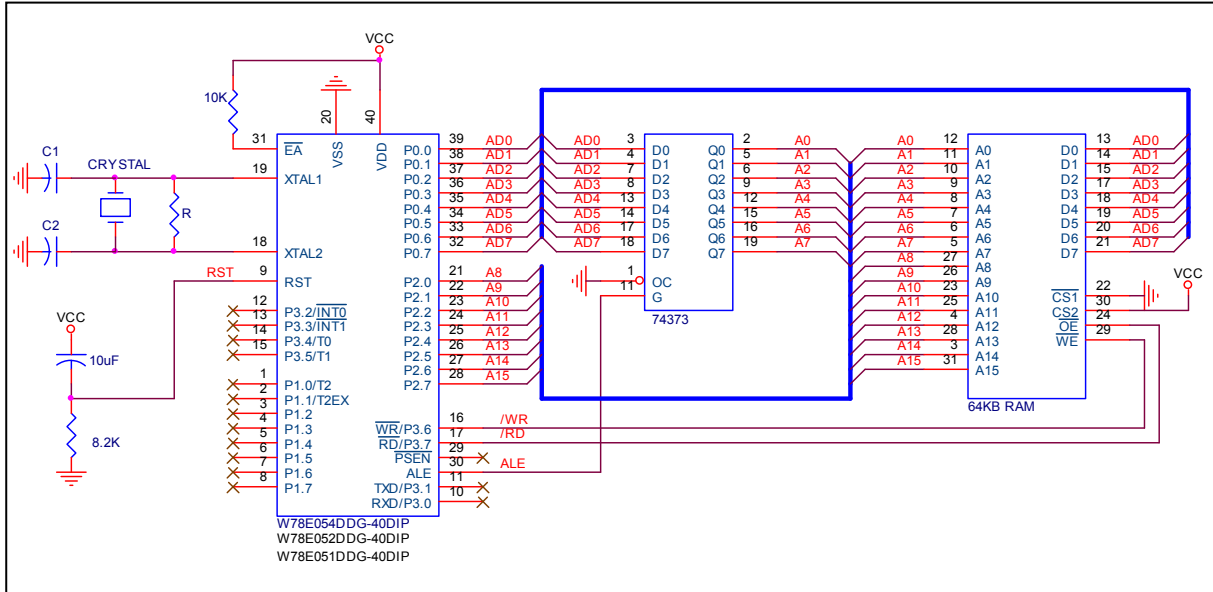 VCC
10K
20
40
VSS
VDD
31
EA
C1
CRYSTAL
19
XTAL1
R
C2
18
XTAL2
RST
9
RST
VCC
10uF
8.2K
12
P3.2/INT0
13
P3.3/INT1
14
P3.4/T0
15
P3.5/T1
1
P1.0/T2
2
P1.1/T2EX
3
P1.2
4
P1.3
5
P1.4
6
P1.5
7
P1.6
8
P1.7
P0.0 39 AD0
P0.1 38 AD1
P0.2 37 AD2
P0.3 36 AD3
P0.4 35 AD4
P0.5 34 AD5
P0.6 33 AD6
P0.7 32 AD7
P2.0 21 A8
P2.1 22 A9
P2.2 23 A10
P2.3 24 A11
P2.4 25 A12
P2.5 26 A13
P2.6 27 A14
P2.7 28 A15
WR/P3.6 16 /WR
RD/P3.7 17 /RD
PSEN 29
ALE 30 ALE
TXD/P3.1 11
RXD/P3.0 10
W78E054DDG-40DIP
W78E052DDG-40DIP
W78E051DDG-40DIP
AD0 3 D0 Q0 2 A0
AD1 4 D1 Q1 5 A1
AD2 7 D2 Q2 6 A2
AD3 8 D3 Q3 9 A3
AD4 13 D4 Q4 12 A4
AD5 14 D5 Q5 15 A5
AD6 17 D6 Q6 16 A6
AD7 18 D7 Q7 19 A7
1 OC
11 G
74373
A0 12 A0
A1 11 A1
A2 10 A2
A3 9 A3
A4 8 A4
A5 7 A5
A6 6 A6
A7 5 A7
A8 27 A8
A9 26 A9
A10 23 A10
A11 25 A11
A12 4 A12
A13 28 A13
A14 3 A14
A15 31 A15
D0 13 AD0
D1 14 AD1
D2 15 AD2
D3 17 AD3
D4 18 AD4
D5 19 AD5
D6 20 AD6
D7 21 AD7
VCC
CS1 22
CS2 30
OE 24
WE 29
64KB RAM